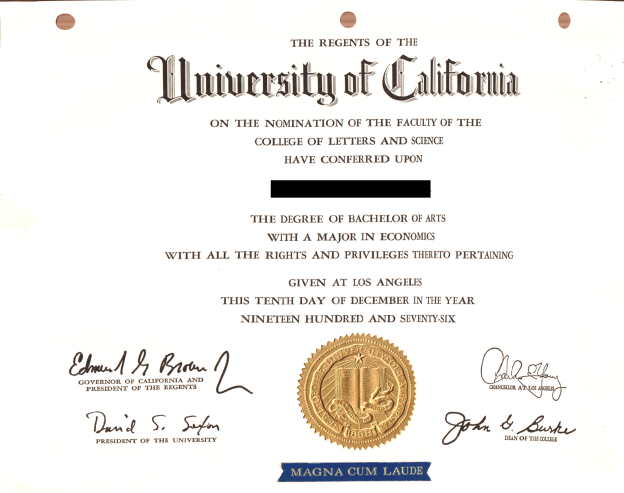 THE REGENTS OF THE
University of California
ON THE NOMINATION OF THE FACULTY OF THE
COLLEGE OF LETTERS AND SCIENCE
HAVE CONFERRED UPON
THE DEGREE OF BACHELOR OF ARTS
WITH A MAJOR IN ECONOMICS
WITH ALL THE RIGHTS AND PRIVILEGES THERETO PERTAINING
GIVEN AT LOS ANGELES
THIS TENTH DAY OF DECEMBER IN THE YEAR
NINETEEN HUNDRED AND SEVENTY-SIX
Edmund G Brown Jr
GOVERNOR OF CALIFORNIA AND
PRESIDENT OF THE REGENTS
CHANCELLOR AT LOS ANGELES
David S. Saxon
PRESIDENT OF THE UNIVERSITY
John G. Burke
DEAN OF THE COLLEGE
1868
MAGNA CUM LAUDE